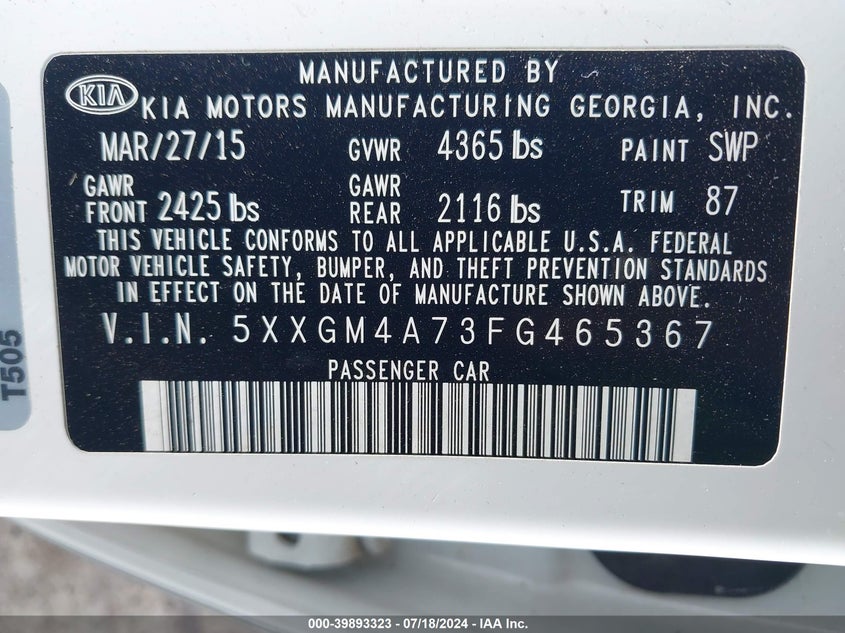 MANUFACTURED BY
KIA KIA MOTORS MANUFACTURING GEORGIA, INC.
MAR/27/15 GVWR 4365 lbs PAINT SWP
GAWR FRONT 2425 lbs GAWR REAR 2116 lbs TRIM 87
THIS VEHICLE CONFORMS TO ALL APPLICABLE U.S.A. FEDERAL
MOTOR VEHICLE SAFETY, BUMPER, AND THEFT PREVENTION STANDARDS
IN EFFECT ON THE DATE OF MANUFACTURE SHOWN ABOVE.
V.I.N. 5XXGM4A73FG465367
PASSENGER CAR
T505
000-39893323 - 07/18/2024 - IAA Inc.